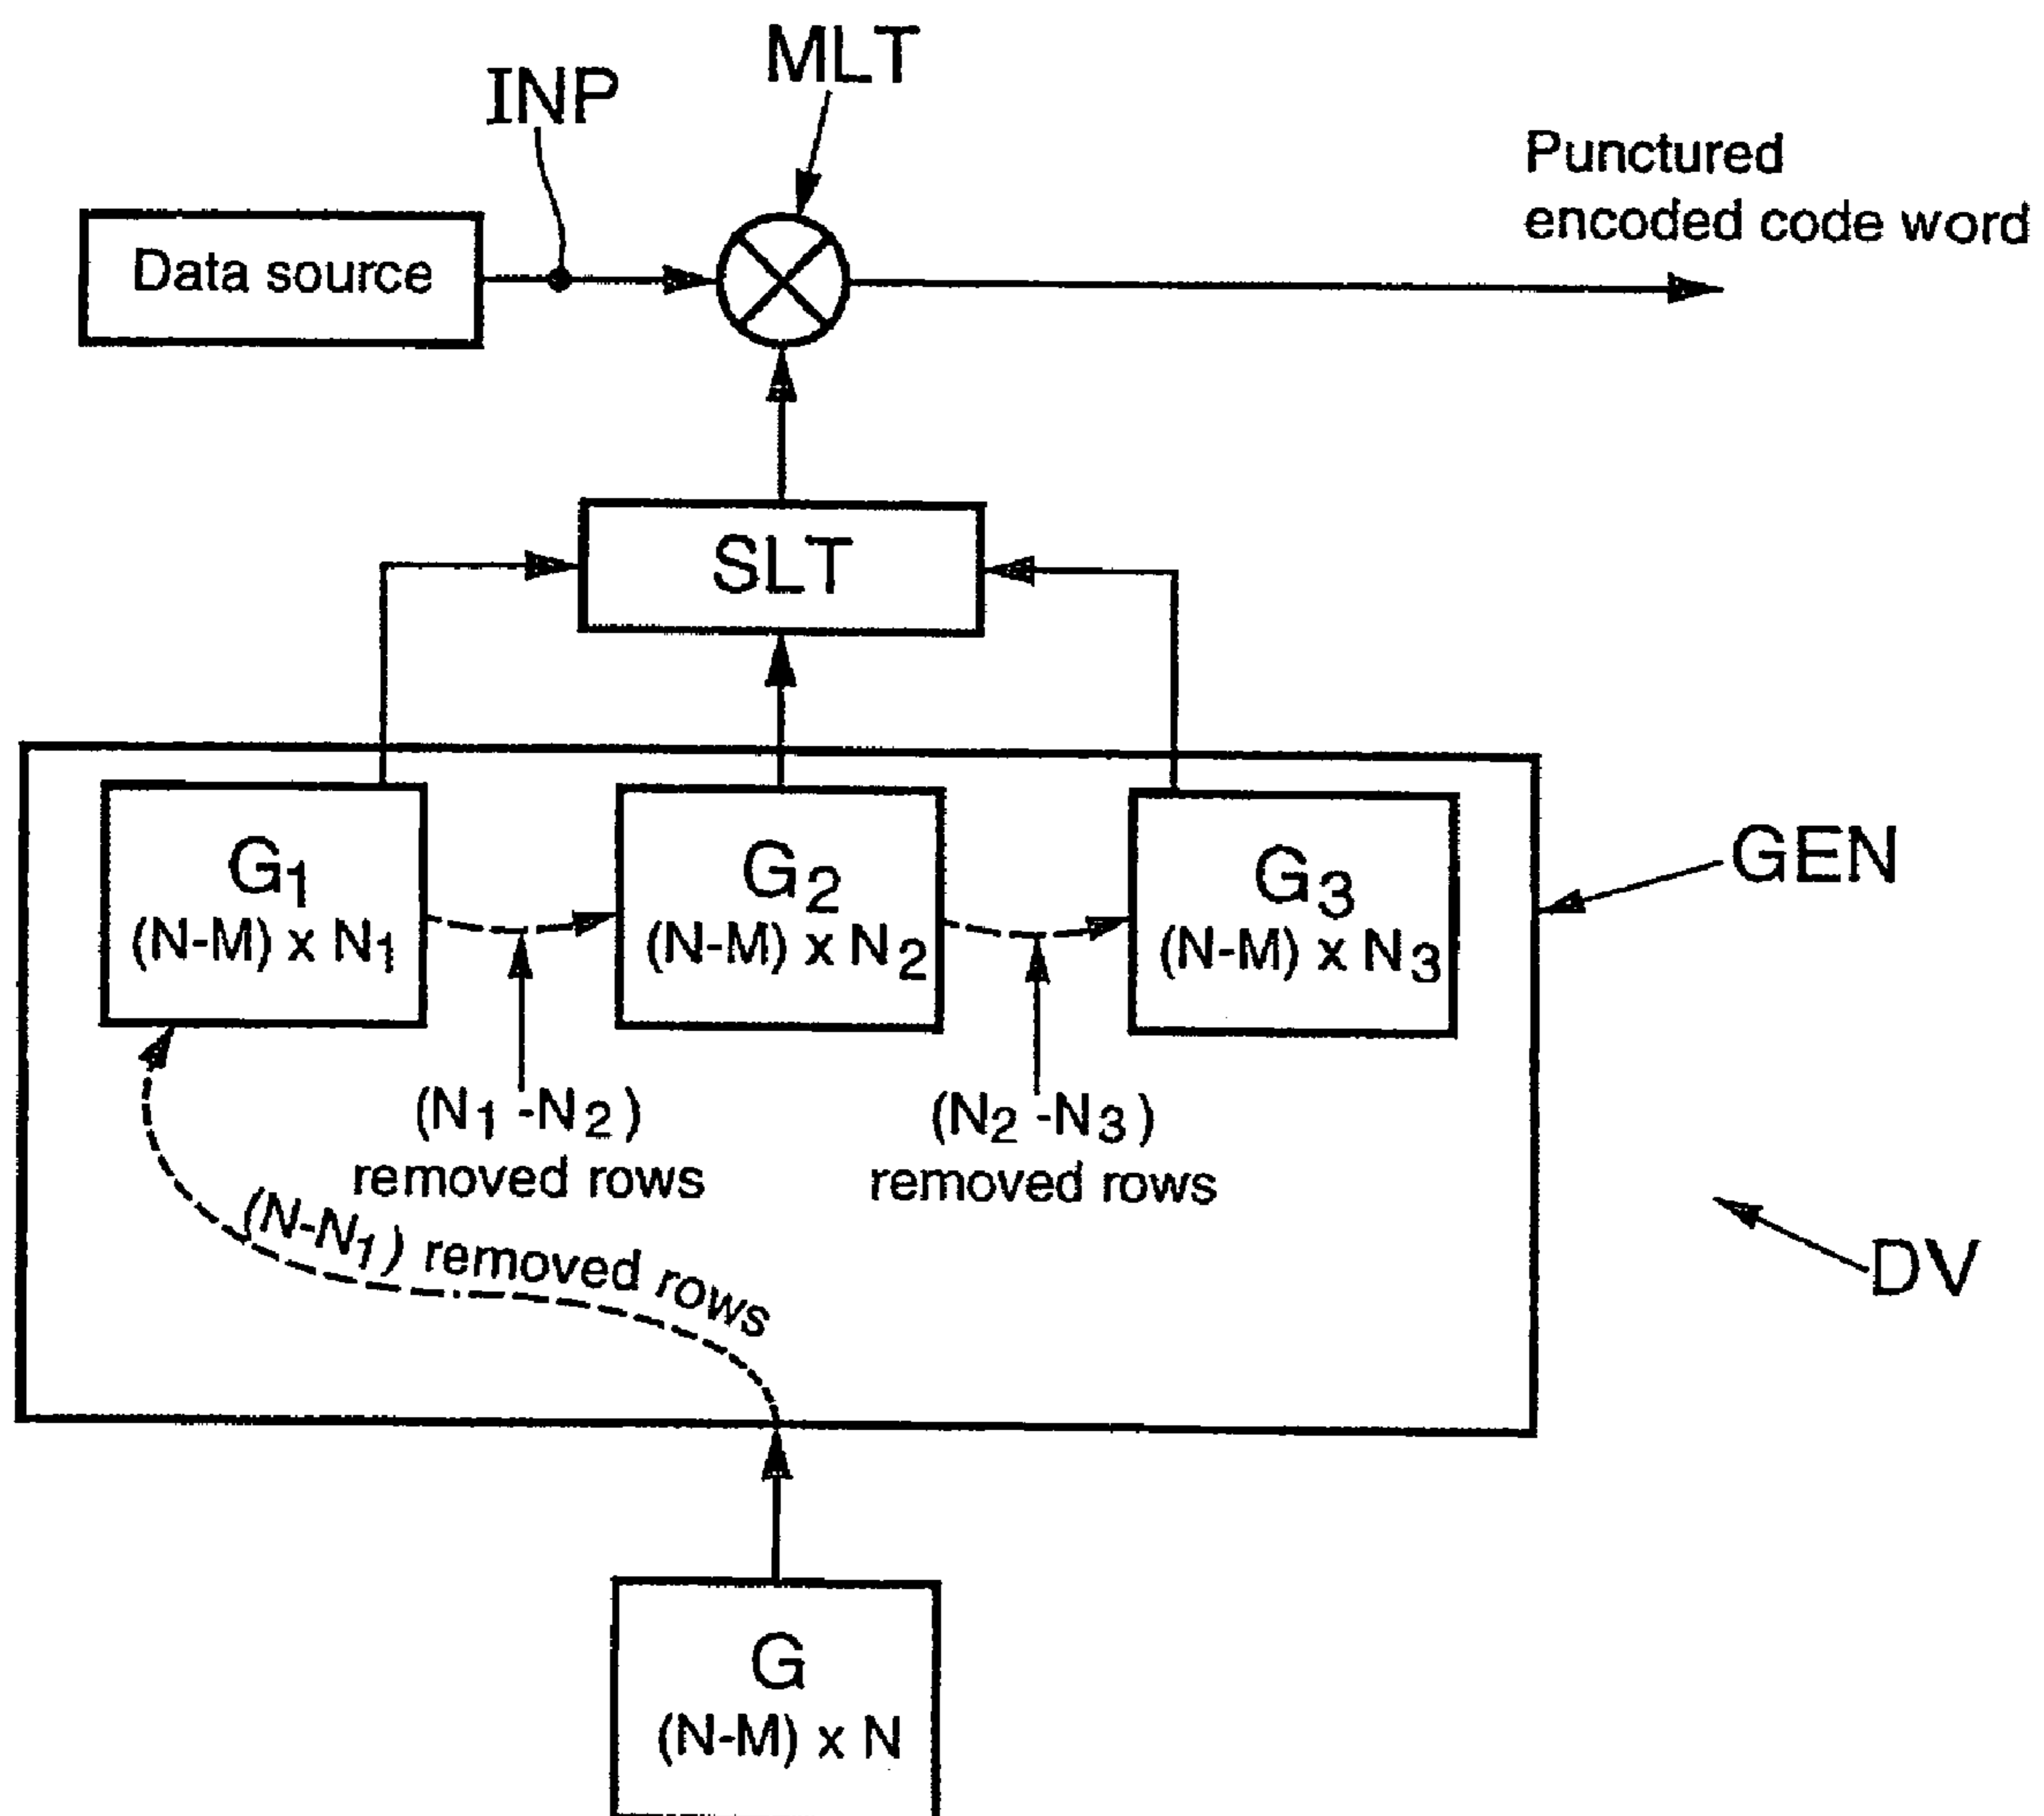 MLT
INP
Punctured
encoded code word
Data source
SLT
G1
(N-M) x N1
G2
(N-M) x N2
G3
(N-M) x N3
GEN
(N1 -N2)
removed rows
(N2 -N3)
removed rows
(N-N1) removed rows
DV
G
(N-M) x N